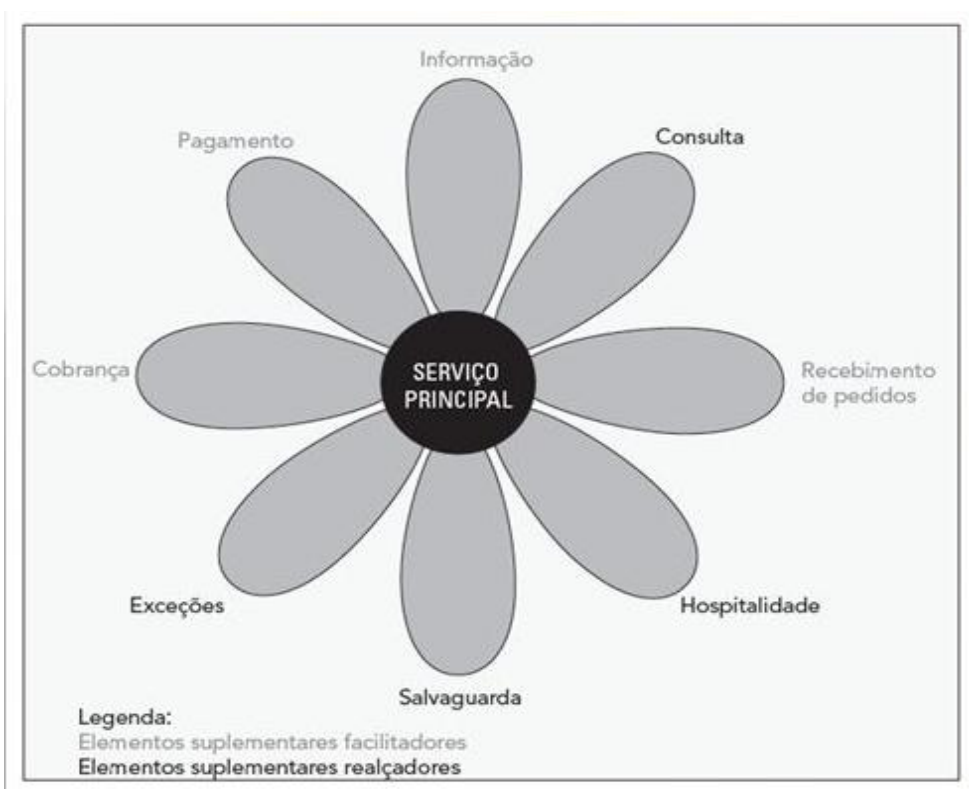 Informação
Consulta
Pagamento
SERVIÇO
PRINCIPAL
Cobrança
Recebimento
de pedidos
Exceções
Hospitalidade
Salvaguarda
Legenda:
Elementos suplementares facilitadores
Elementos suplementares realçadores